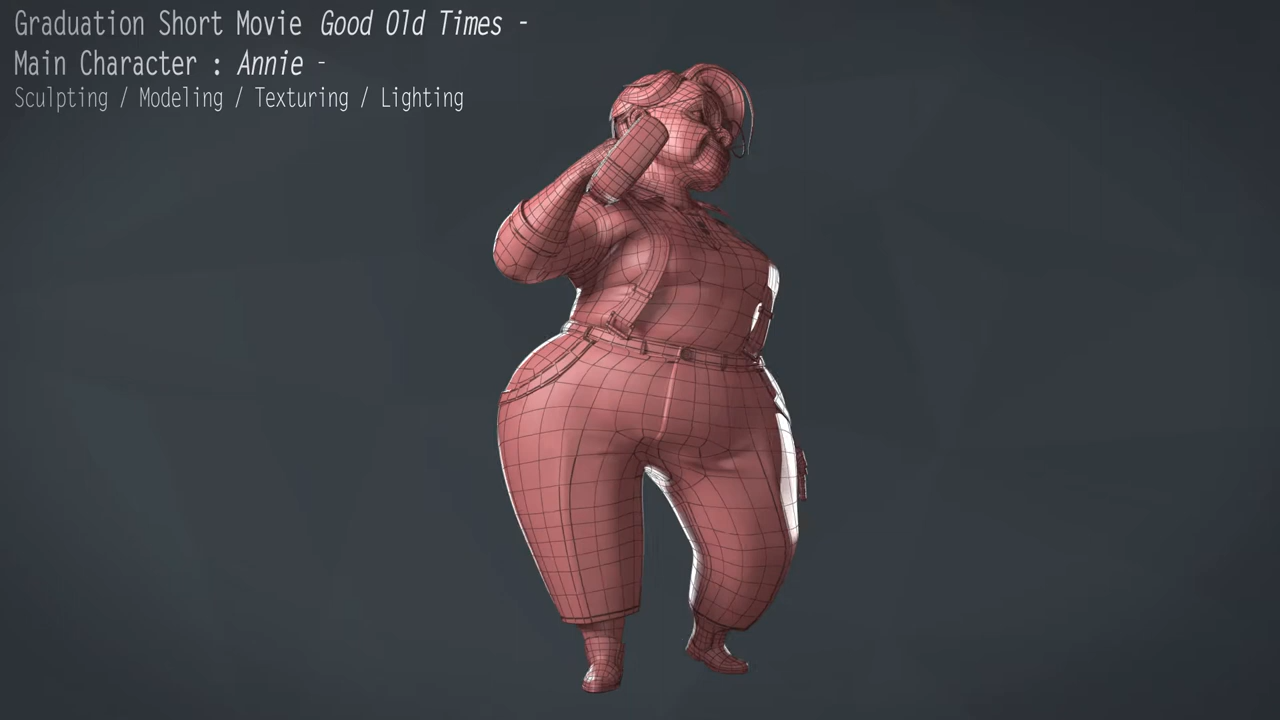 Graduation Short Movie Good Old Times -
Main Character : Annie -
Sculpting / Modeling / Texturing / Lighting